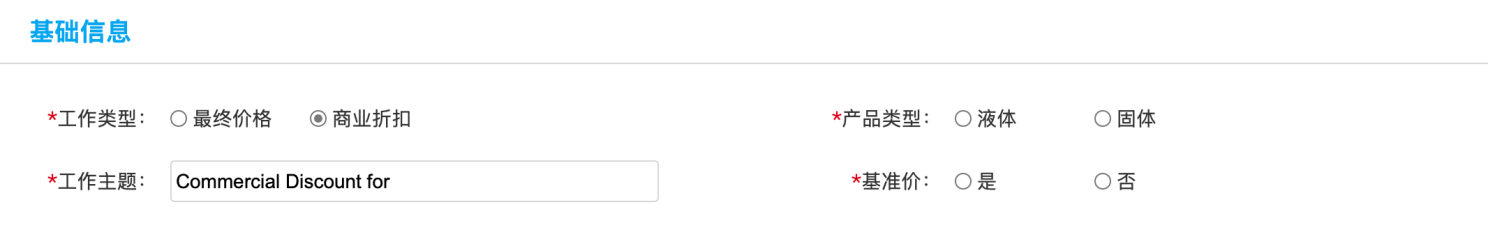 基础信息
*工作类型： 最终价格 商业折扣 *产品类型： 液体 固体
*工作主题： Commercial Discount for *基准价： 是 否